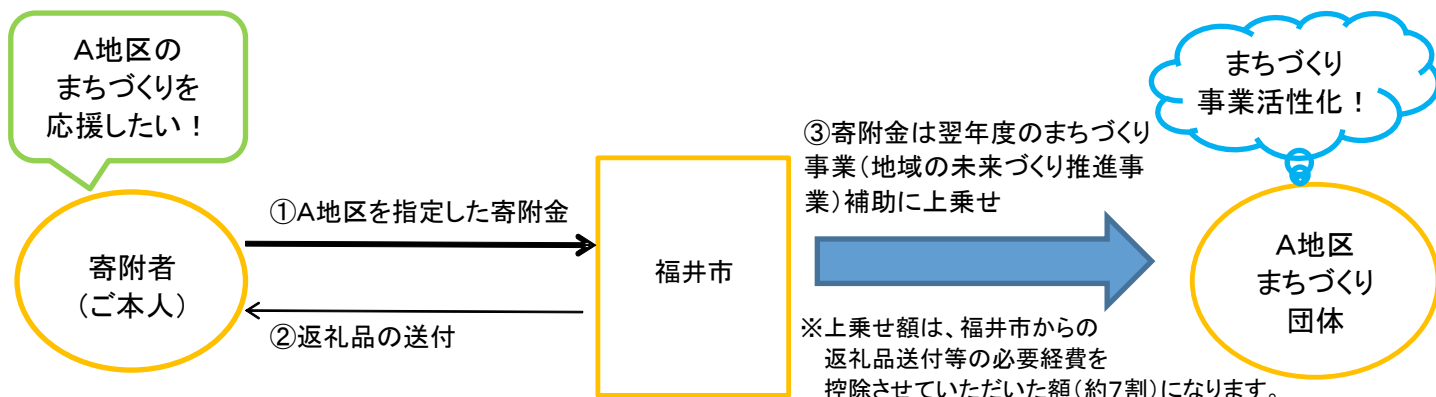 A地区の
まちづくりを
応援したい！
寄附者
（ご本人）
①A地区を指定した寄附金
②返礼品の送付
福井市
③寄附金は翌年度のまちづくり
事業（地域の未来づくり推進事
業）補助に上乗せ
※上乗せ額は、福井市からの
返礼品送付等の必要経費を
控除させていただいた額（約７割）になります。
まちづくり
事業活性化！
A地区
まちづくり
団体